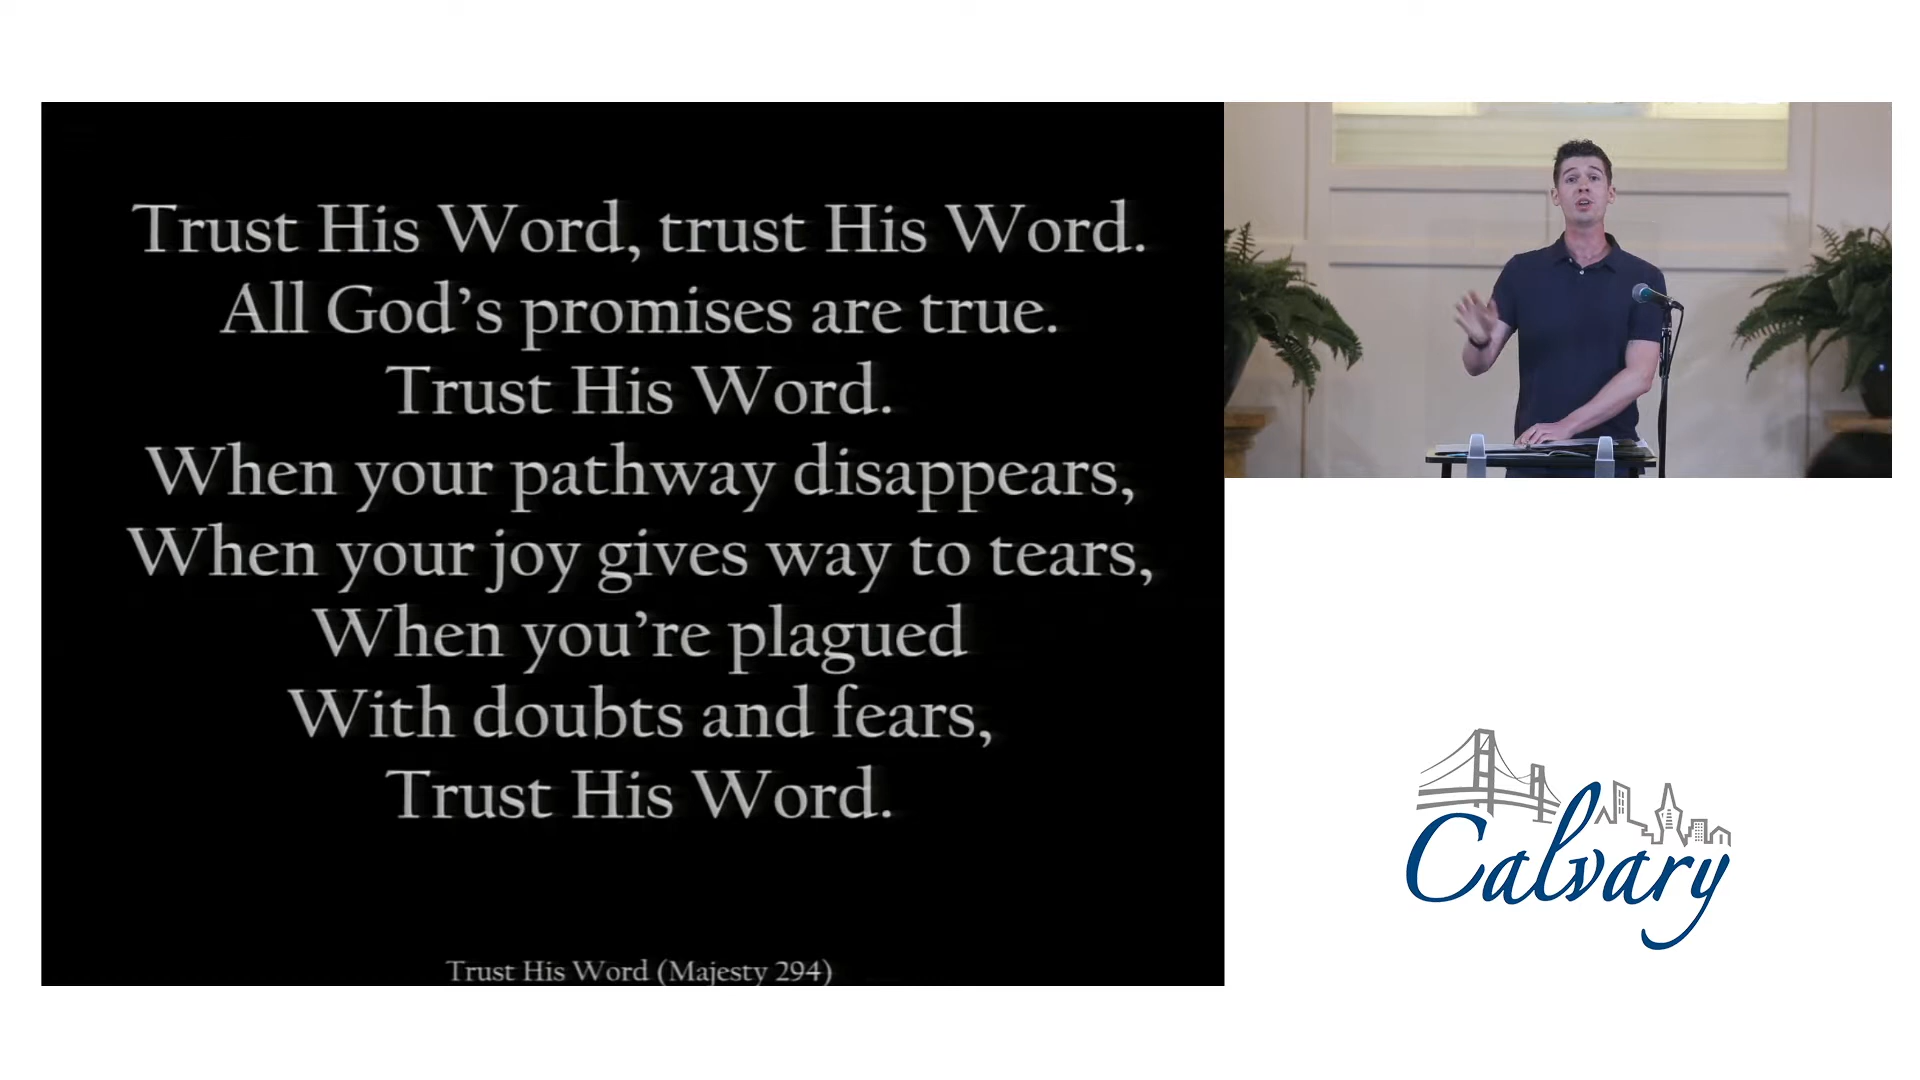 Trust His Word, trust His Word.
All God’s promises are true.
Trust His Word.
When your pathway disappears,
When your joy gives way to tears,
When you’re plagued
With doubts and fears,
Trust His Word.
Trust His Word (Majesty 294)
Calvary